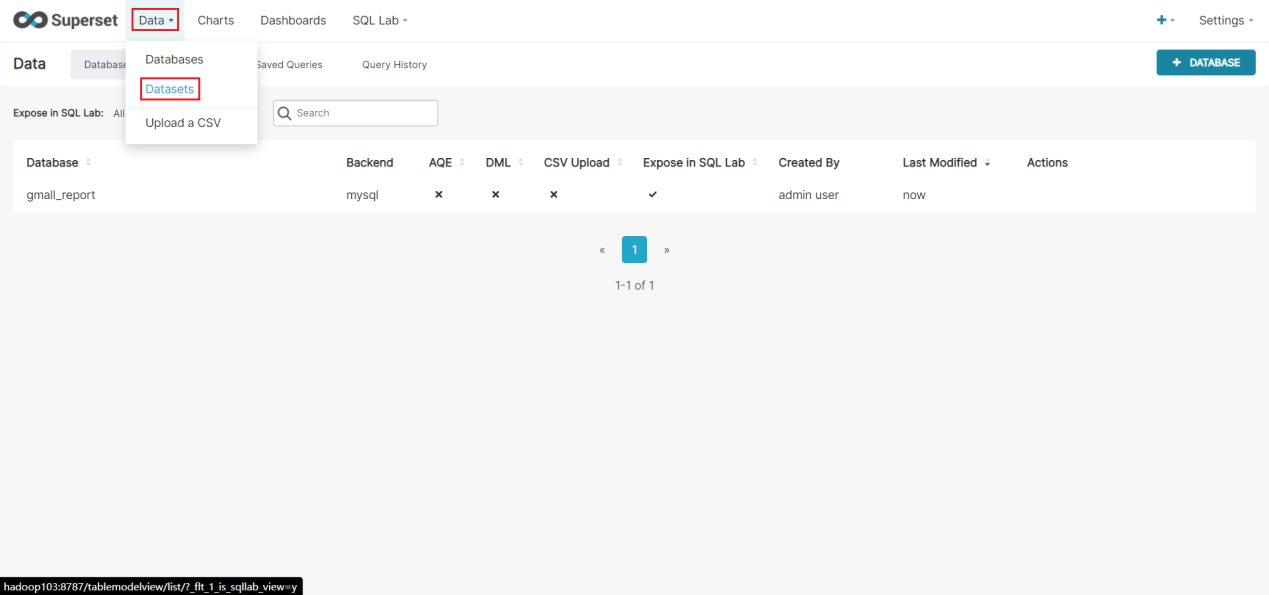 Superset Data Charts Dashboards SQL Lab + Settings
Data Database Saved Queries Query History + DATABASE
Databases
Datasets
Upload a CSV
Expose in SQL Lab: All Search
Database Backend AQE DML CSV Upload Expose in SQL Lab Created By Last Modified Actions
gmall_report mysql × × × ✓ admin user now
« 1 »
1-1 of 1
hadoop103:8787/tablemodelview/list/?_flt_1_is_sqllab_view=y